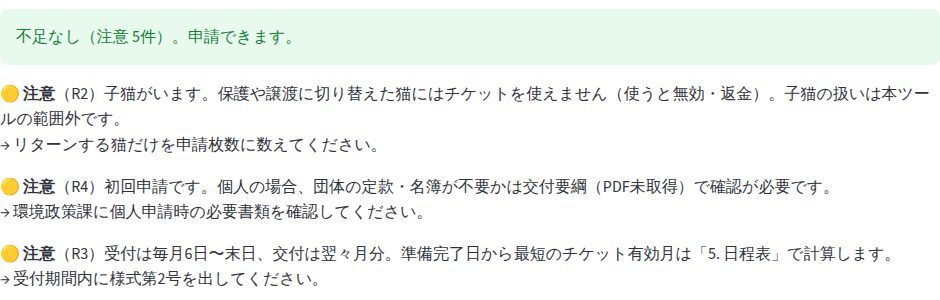 不足なし（注意 5件）。申請できます。
🟡 注意（R2）子猫がいます。保護や譲渡に切り替えた猫にはチケットを使えません（使うと無効・返金）。子猫の扱いは本ツー
ルの範囲外です。
→ リターンする猫だけを申請枚数に数えてください。
🟡 注意（R4）初回申請です。個人の場合、団体の定款・名簿が不要かは交付要綱（PDF未取得）で確認が必要です。
→ 環境政策課に個人申請時の必要書類を確認してください。
🟡 注意（R3）受付は毎月6日〜末日、交付は翌々月分。準備完了日から最短のチケット有効月は「5. 日程表」で計算します。
→ 受付期間内に様式第2号を出してください。